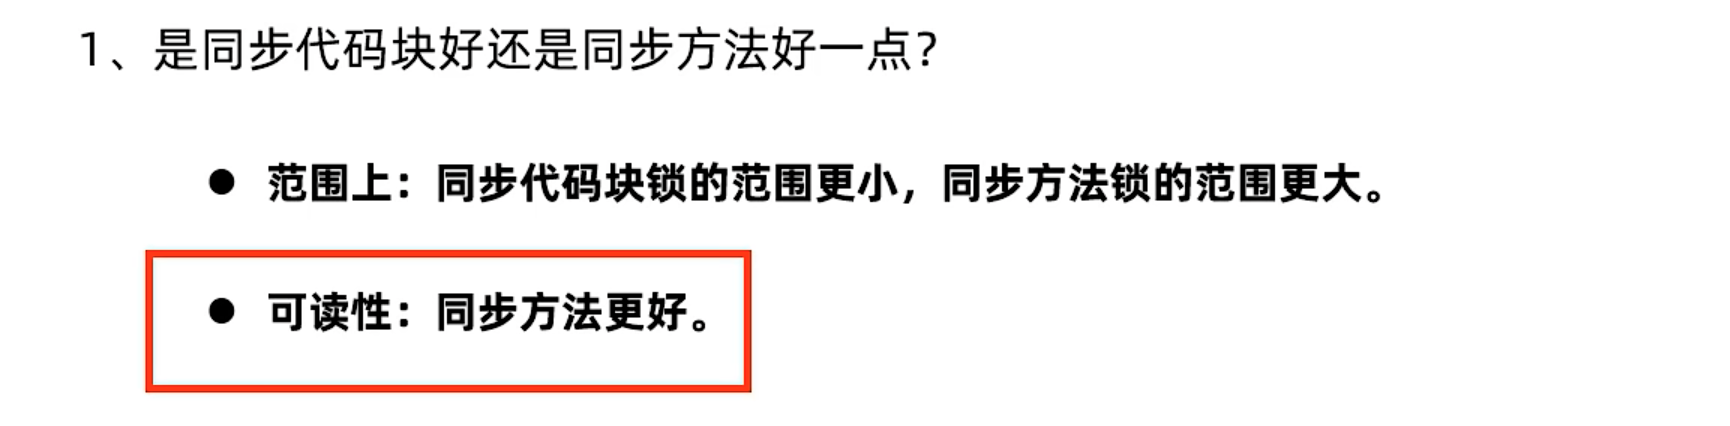 1、是同步代码块好还是同步方法好一点？
● 范围上：同步代码块锁的范围更小，同步方法锁的范围更大。
● 可读性：同步方法更好。